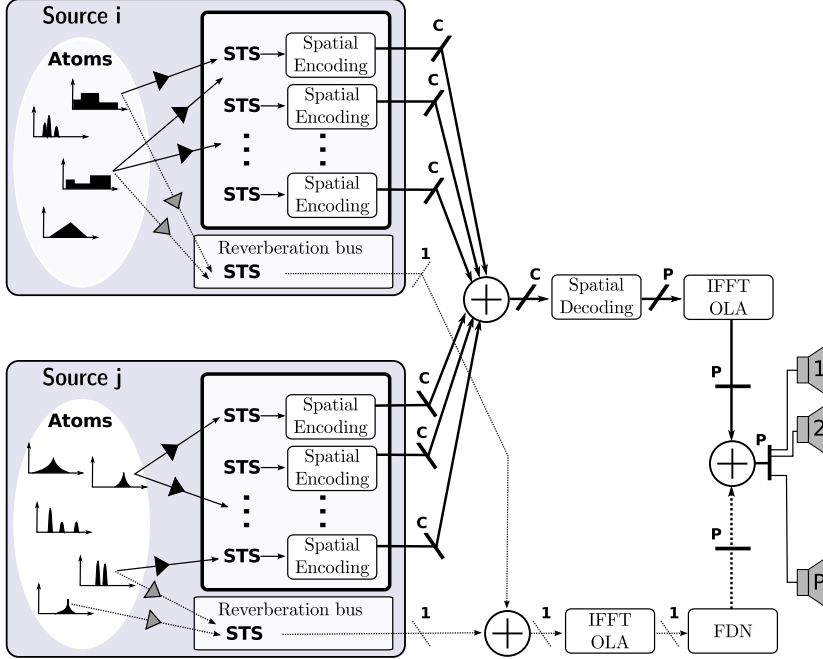 Source i
Atoms
STS
Spatial
Encoding
C
STS
Spatial
Encoding
C
STS
Spatial
Encoding
C
Reverberation bus
STS
1
C
Spatial
Decoding
P
IFFT
OLA
P
Source j
Atoms
STS
Spatial
Encoding
C
STS
Spatial
Encoding
C
STS
Spatial
Encoding
C
Reverberation bus
STS
1
1
IFFT
OLA
1
FDN
P
P
1
2
P